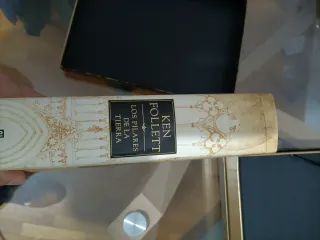 KEN
FOLLETT
LOS PILARES
DE LA
TIERRA